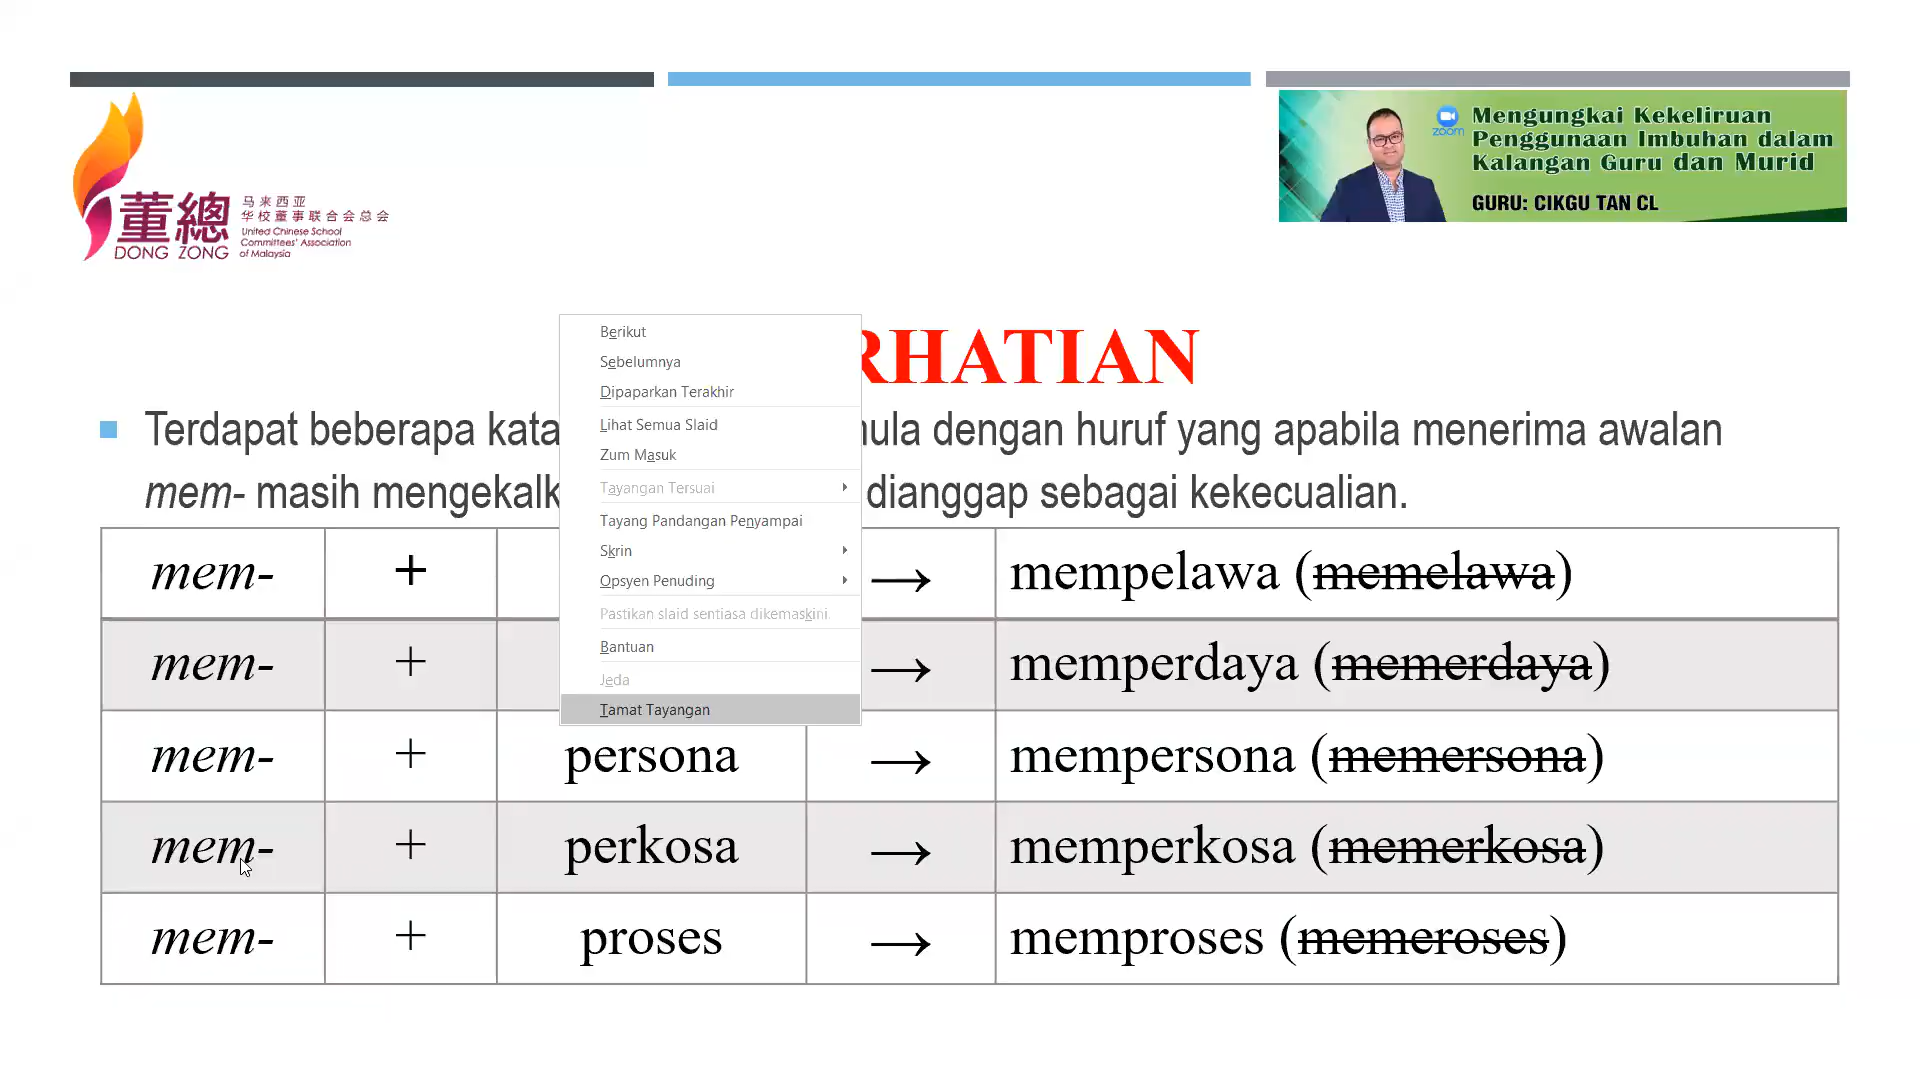 董總
DONG ZONG
马来西亚
华校董事联合会总会
United Chinese School
Committees' Association
of Malaysia
zoom
Mengungkai Kekeliruan
Penggunaan Imbuhan dalam
Kalangan Guru dan Murid
GURU: CIKGU TAN CL
RHATIAN
Terdapat beberapa kata mula dengan huruf yang apabila menerima awalan
mem- masih mengekalk dianggap sebagai kekecualian.
Berikut
Sebelumnya
Dipaparkan Terakhir
Lihat Semua Slaid
Zum Masuk
Tayangan Tersuai
Tayang Pandangan Penyampai
Skrin
Opsyen Penuding
Pastikan slaid sentiasa dikemaskini.
Bantuan
Jeda
Tamat Tayangan
mem- + → mempelawa (memelawa)
mem- + → memperdaya (memerdaya)
mem- + persona → mempersona (memersona)
mem- + perkosa → memperkosa (memerkosa)
mem- + proses → memproses (memeroses)